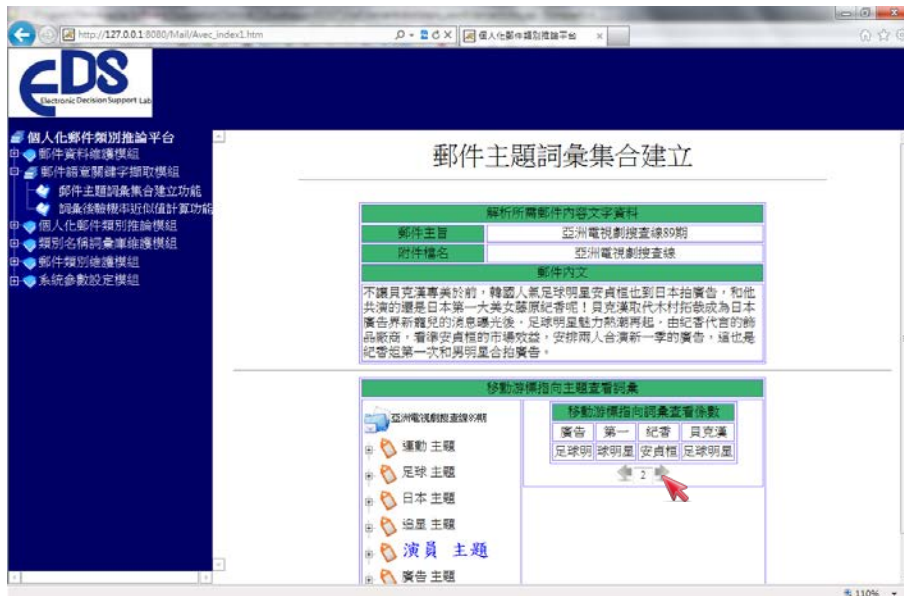 http://127.0.0.1:8080/Mail/Avec_index1.htm
個人化郵件類別推論平台
EDS
Electronic Decision Support Lab
個人化郵件類別推論平台
郵件資料維護模組
郵件語意關鍵字擷取模組
郵件主題詞彙集合建立功能
詞彙後驗機率近似值計算功能
個人化郵件類別推論模組
類別名稱詞彙庫維護模組
郵件類別維護模組
系統參數設定模組
郵件主題詞彙集合建立
解析所需郵件內容文字資料
郵件主旨 亞洲電視劇搜查線89期
附件檔名 亞洲電視劇搜查線
郵件內文
不讓貝克漢專美於前，韓國人氣足球明星安貞桓也到日本拍廣告，和他
共演的還是日本第一大美女藤原紀香呢！貝克漢取代木村拓哉成為日本
廣告界新寵兒的消息曝光後，足球明星魅力熱潮再起，由紀香代言的飾
品廠商，看準安貞桓的市場效益，安排兩人合演新一季的廣告，這也是
紀香姐第一次和男明星合拍廣告。
移動游標指向主題查看詞彙
亞洲電視劇搜查線89期
運動 主題
足球 主題
日本 主題
追星 主題
演員 主題
廣告 主題
移動游標指向詞彙查看係數
廣告 第一 紀香 貝克漢
足球明 球明星 安貞桓 足球明星
2
110%